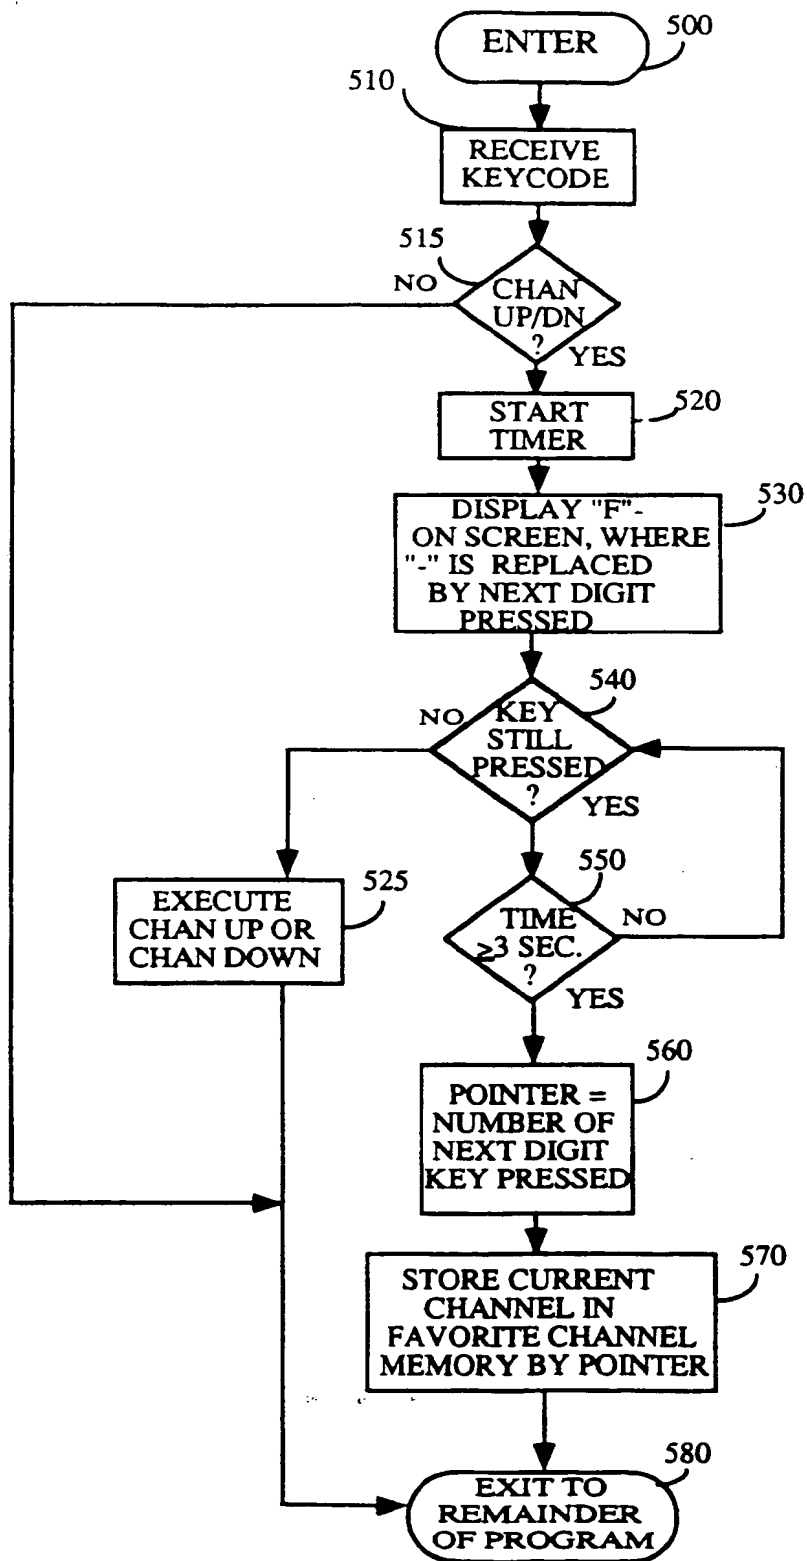 ENTER
500
510
RECEIVE
KEYCODE
515
NO
CHAN
UP/DN
?
YES
START
TIMER
520
DISPLAY "F"-
ON SCREEN, WHERE
"-" IS REPLACED
BY NEXT DIGIT
PRESSED
530
540
NO
KEY
STILL
PRESSED
?
YES
EXECUTE
CHAN UP OR
CHAN DOWN
525
550
TIME
≥3 SEC.
?
NO
YES
560
POINTER =
NUMBER OF
NEXT DIGIT
KEY PRESSED
570
STORE CURRENT
CHANNEL IN
FAVORITE CHANNEL
MEMORY BY POINTER
580
EXIT TO
REMAINDER
OF PROGRAM